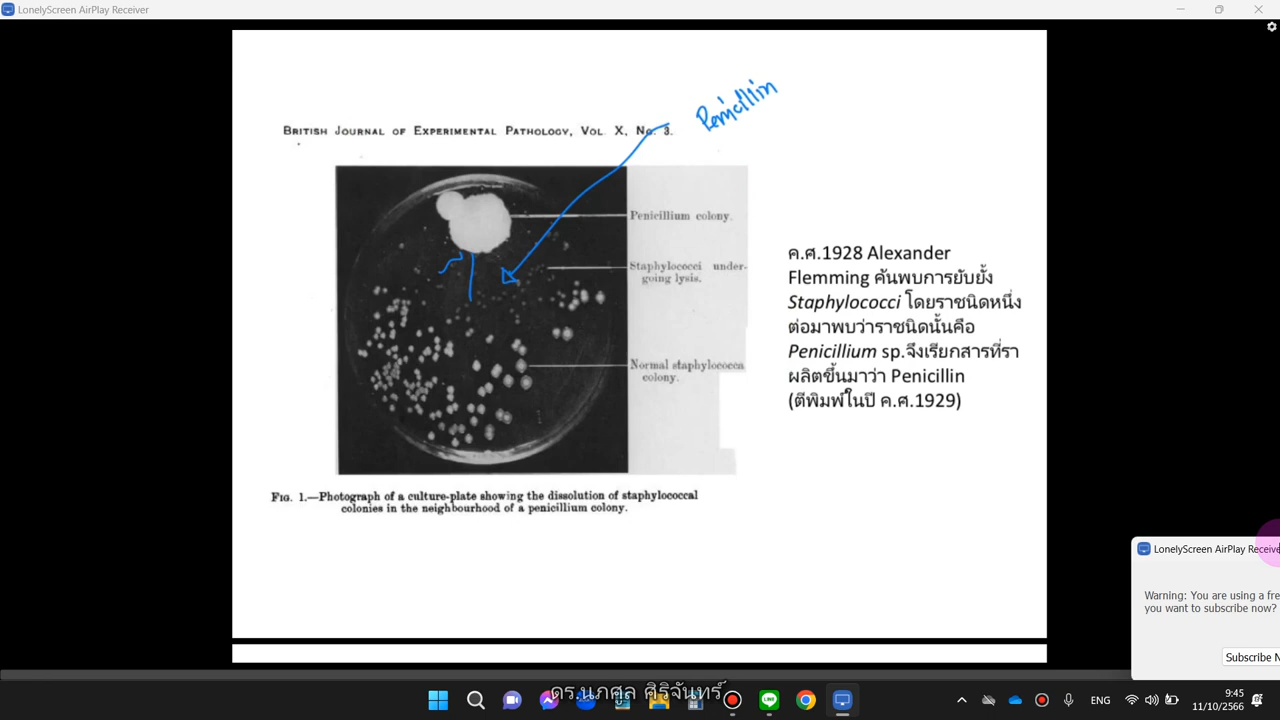 LonelyScreen AirPlay Receiver
Penicillin
BRITISH JOURNAL OF EXPERIMENTAL PATHOLOGY, VOL. X, No. 3.
Penicillium colony.
Staphylococci under-
going lysis.
Normal staphylococca
colony.
FIG. 1.—Photograph of a culture-plate showing the dissolution of staphylococcal
colonies in the neighbourhood of a penicillium colony.
ค.ศ.1928 Alexander
Flemming ค้นพบการยับยั้ง
Staphylococci โดยราชนิดหนึ่ง
ต่อมาพบว่าราชนิดนั้นคือ
Penicillium sp.จึงเรียกสารที่รา
ผลิตขึ้นมาว่า Penicillin
(ตีพิมพ์ในปี ค.ศ.1929)
LonelyScreen AirPlay Receive
Warning: You are using a fre
you want to subscribe now?
Subscribe N
ดร.นภศูล ศิริจันทร์
ENG
9:45
11/10/2566